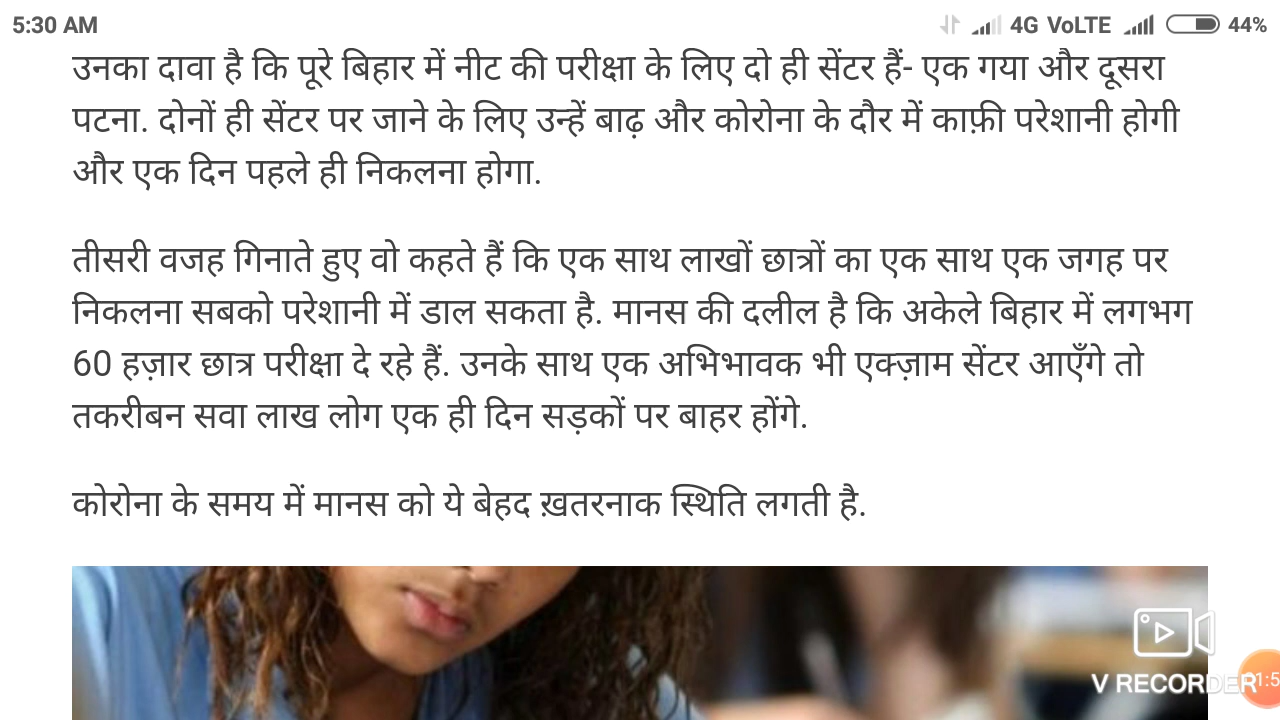 5:30 AM 4G VoLTE 44%
उनका दावा है कि पूरे बिहार में नीट की परीक्षा के लिए दो ही सेंटर हैं- एक गया और दूसरा
पटना. दोनों ही सेंटर पर जाने के लिए उन्हें बाढ़ और कोरोना के दौर में काफ़ी परेशानी होगी
और एक दिन पहले ही निकलना होगा.
तीसरी वजह गिनाते हुए वो कहते हैं कि एक साथ लाखों छात्रों का एक साथ एक जगह पर
निकलना सबको परेशानी में डाल सकता है. मानस की दलील है कि अकेले बिहार में लगभग
60 हज़ार छात्र परीक्षा दे रहे हैं. उनके साथ एक अभिभावक भी एक्ज़ाम सेंटर आएँगे तो
तकरीबन सवा लाख लोग एक ही दिन सड़कों पर बाहर होंगे.
कोरोना के समय में मानस को ये बेहद ख़तरनाक स्थिति लगती है.
V RECORDER